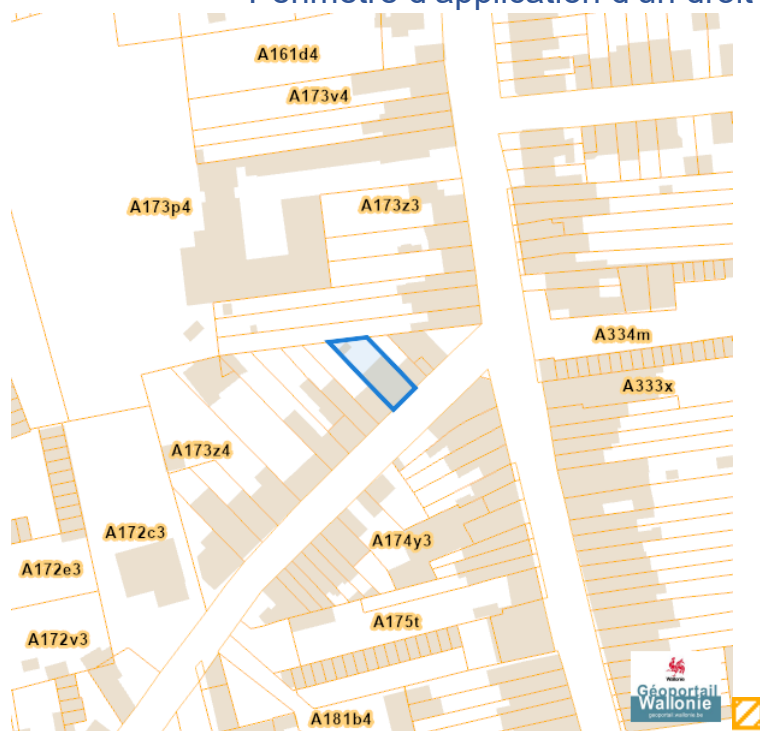 Périmètre d'application d'un droit
A161d4
A173v4
A173p4
A173z3
A334m
A333x
A173z4
A172c3
A174y3
A172e3
A175t
A172v3
A181b4
Wallonie
Géoportail
Wallonie
geoportail.wallonie.be